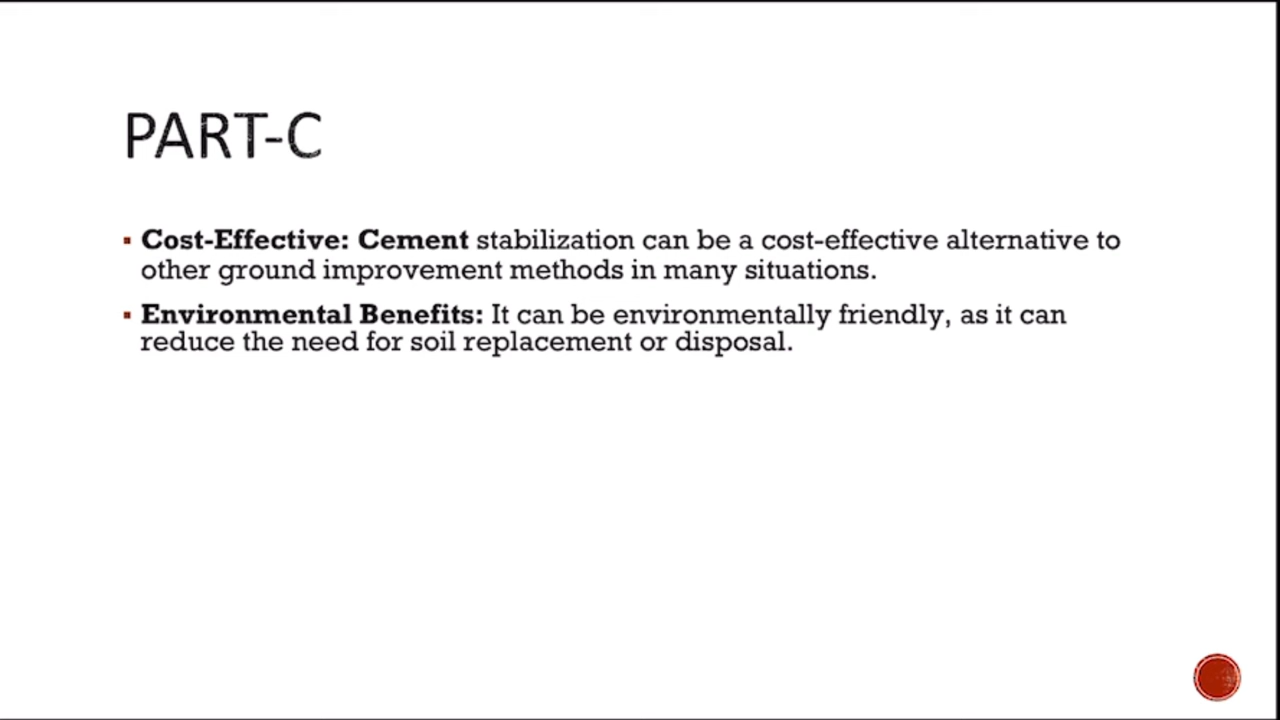 PART-C
▪ Cost-Effective: Cement stabilization can be a cost-effective alternative to
other ground improvement methods in many situations.
▪ Environmental Benefits: It can be environmentally friendly, as it can
reduce the need for soil replacement or disposal.